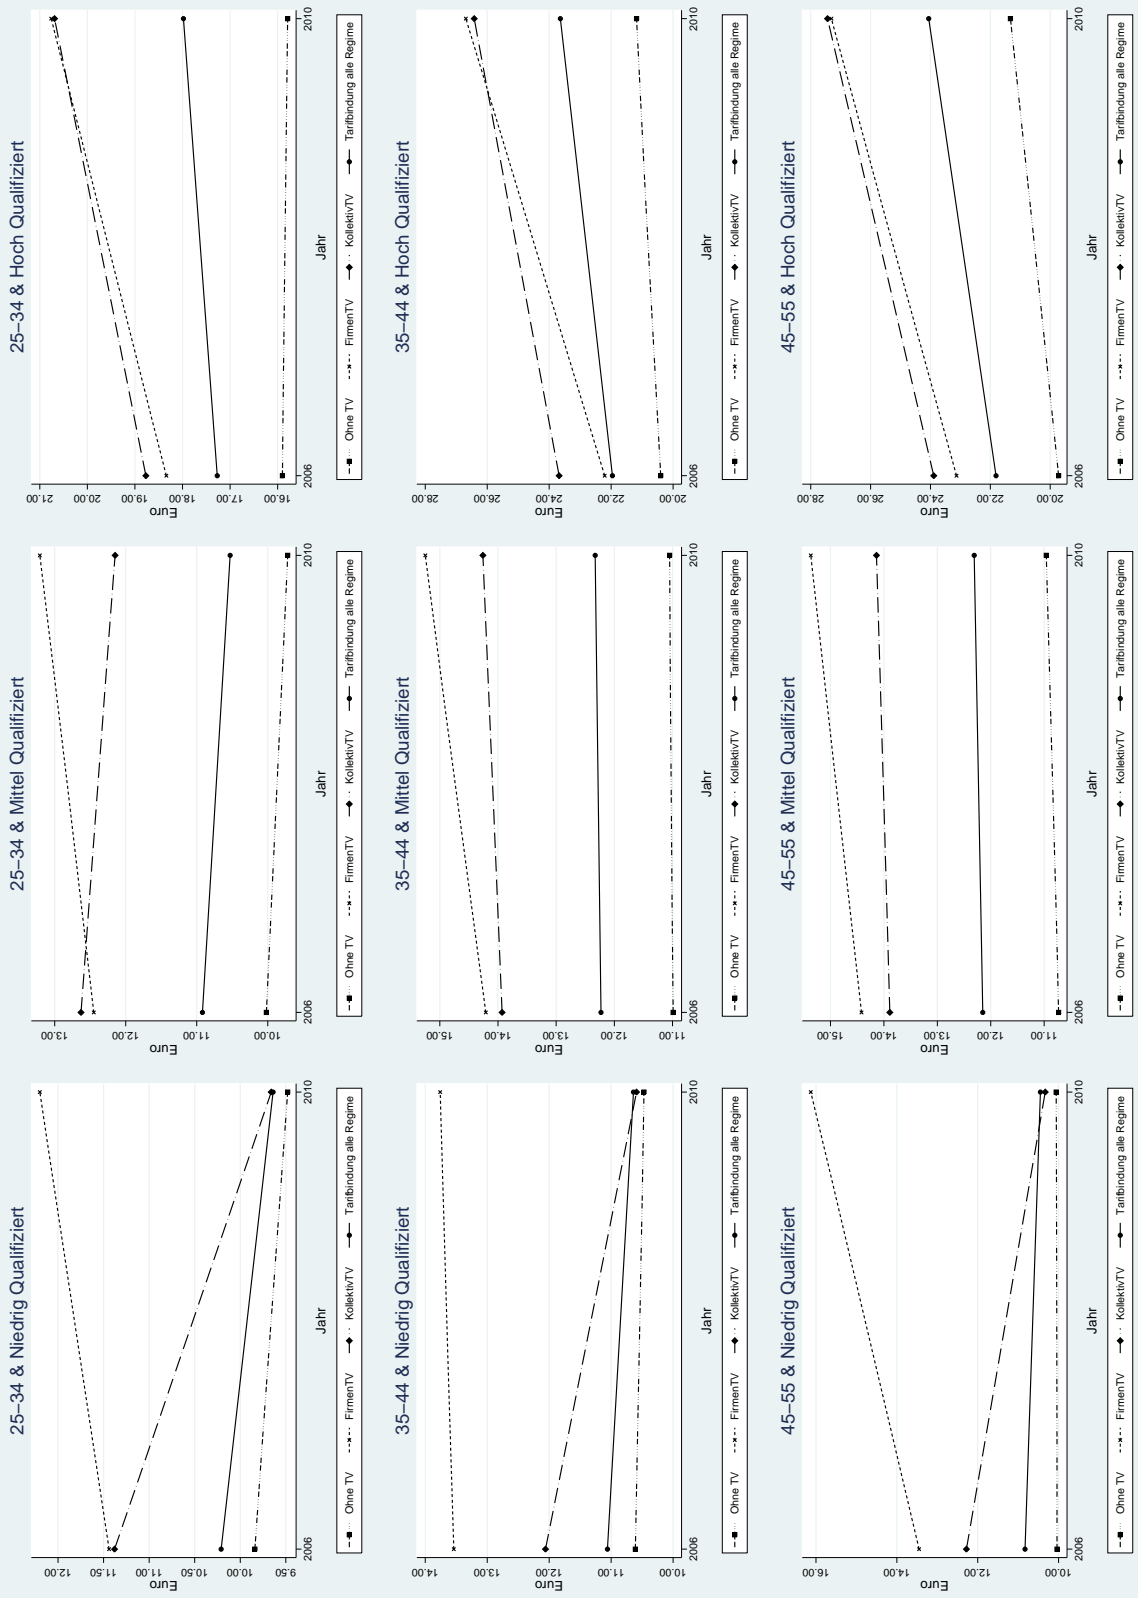 25–34 & Niedrig Qualifiziert
12.00
11.50
11.00
10.50
10.00
9.50
Euro
2006
2010
Jahr
Ohne TV FirmenTV KollektivTV Tarifbindung alle Regime
25–34 & Mittel Qualifiziert
13.00
12.00
11.00
10.00
Euro
2006
2010
Jahr
Ohne TV FirmenTV KollektivTV Tarifbindung alle Regime
25–34 & Hoch Qualifiziert
21.00
20.00
19.00
18.00
17.00
16.00
Euro
2006
2010
Jahr
Ohne TV FirmenTV KollektivTV Tarifbindung alle Regime
35–44 & Niedrig Qualifiziert
14.00
13.00
12.00
11.00
10.00
Euro
2006
2010
Jahr
Ohne TV FirmenTV KollektivTV Tarifbindung alle Regime
35–44 & Mittel Qualifiziert
15.00
14.00
13.00
12.00
11.00
Euro
2006
2010
Jahr
Ohne TV FirmenTV KollektivTV Tarifbindung alle Regime
35–44 & Hoch Qualifiziert
28.00
26.00
24.00
22.00
20.00
Euro
2006
2010
Jahr
Ohne TV FirmenTV KollektivTV Tarifbindung alle Regime
45–55 & Niedrig Qualifiziert
16.00
14.00
12.00
10.00
Euro
2006
2010
Jahr
Ohne TV FirmenTV KollektivTV Tarifbindung alle Regime
45–55 & Mittel Qualifiziert
15.00
14.00
13.00
12.00
11.00
Euro
2006
2010
Jahr
Ohne TV FirmenTV KollektivTV Tarifbindung alle Regime
45–55 & Hoch Qualifiziert
28.00
26.00
24.00
22.00
20.00
Euro
2006
2010
Jahr
Ohne TV FirmenTV KollektivTV Tarifbindung alle Regime